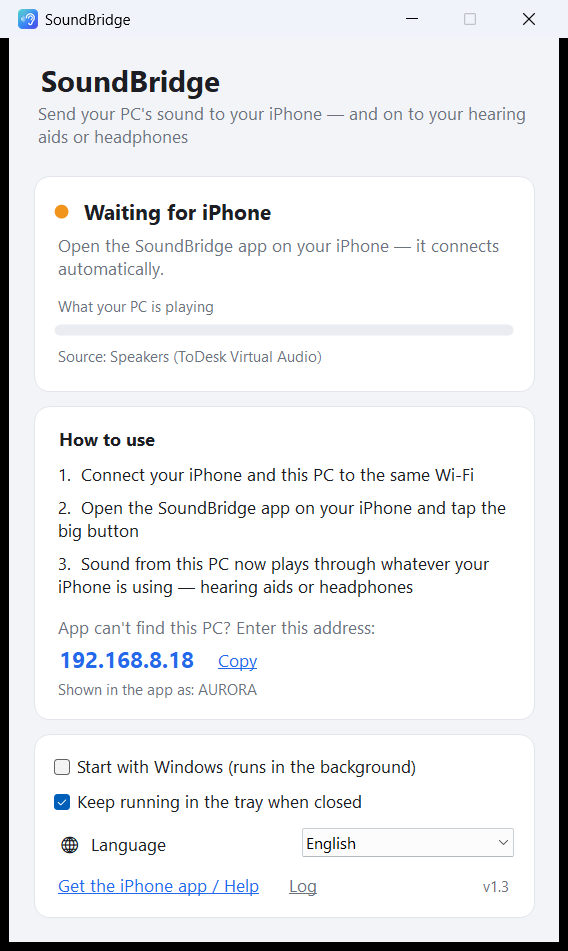 SoundBridge
SoundBridge
Send your PC's sound to your iPhone — and on to your hearing
aids or headphones
Waiting for iPhone
Open the SoundBridge app on your iPhone — it connects
automatically.
What your PC is playing
Source: Speakers (ToDesk Virtual Audio)
How to use
1. Connect your iPhone and this PC to the same Wi-Fi
2. Open the SoundBridge app on your iPhone and tap the
big button
3. Sound from this PC now plays through whatever your
iPhone is using — hearing aids or headphones
App can't find this PC? Enter this address:
192.168.8.18 Copy
Shown in the app as: AURORA
Start with Windows (runs in the background)
Keep running in the tray when closed
Language English
Get the iPhone app / Help Log v1.3